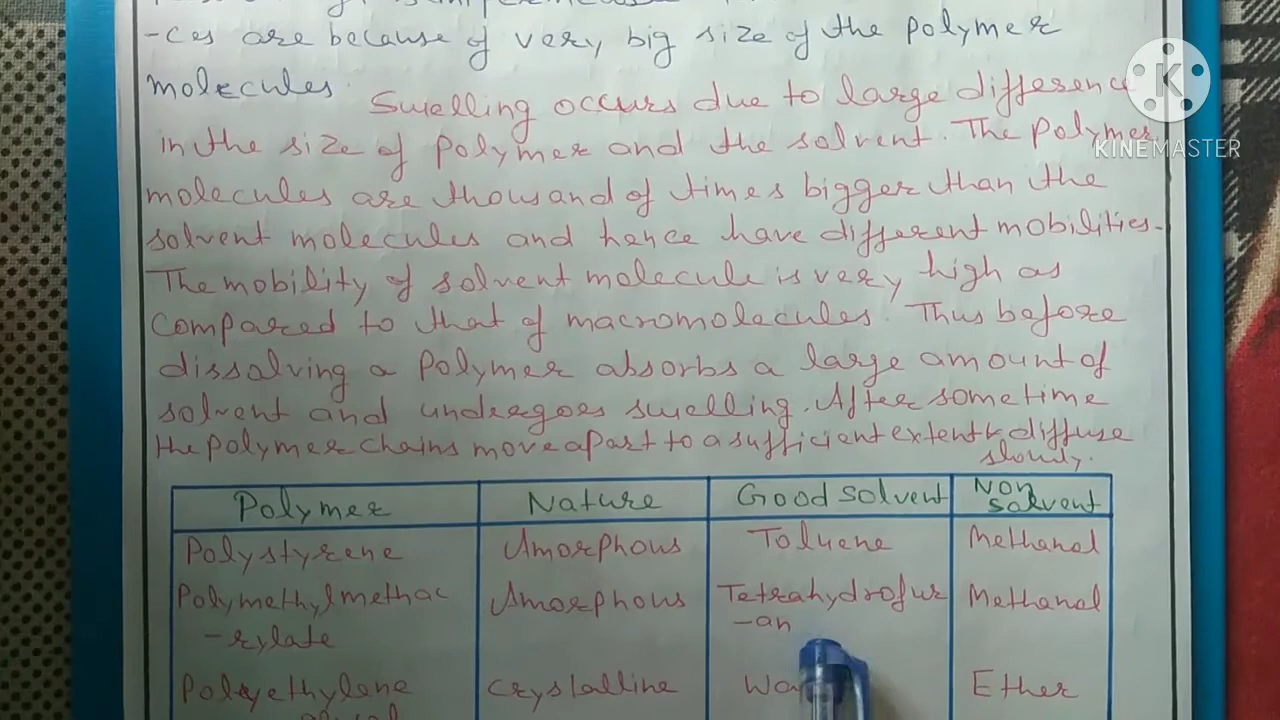 -ces are because of very big size of the polymer
molecules.
Swelling occurs due to large difference
in the size of polymer and the solvent. The polymer
molecules are thousand of times bigger than the
solvent molecules and hence have different mobilities.
The mobility of solvent molecule is very high as
compared to that of macromolecules. Thus before
dissolving a polymer absorbs a large amount of
solvent and undergoes swelling. After sometime
the polymer chains move apart to a sufficient extent & diffuse
slowly.
Polymer Nature Good solvent Non solvent
Polystyrene Amorphous Toluene Methanol
Polymethylmethac Amorphous Tetrahydrofur Methanol
-rylate -an
Polyethylene Crystalline Ether
K
KINEMASTER